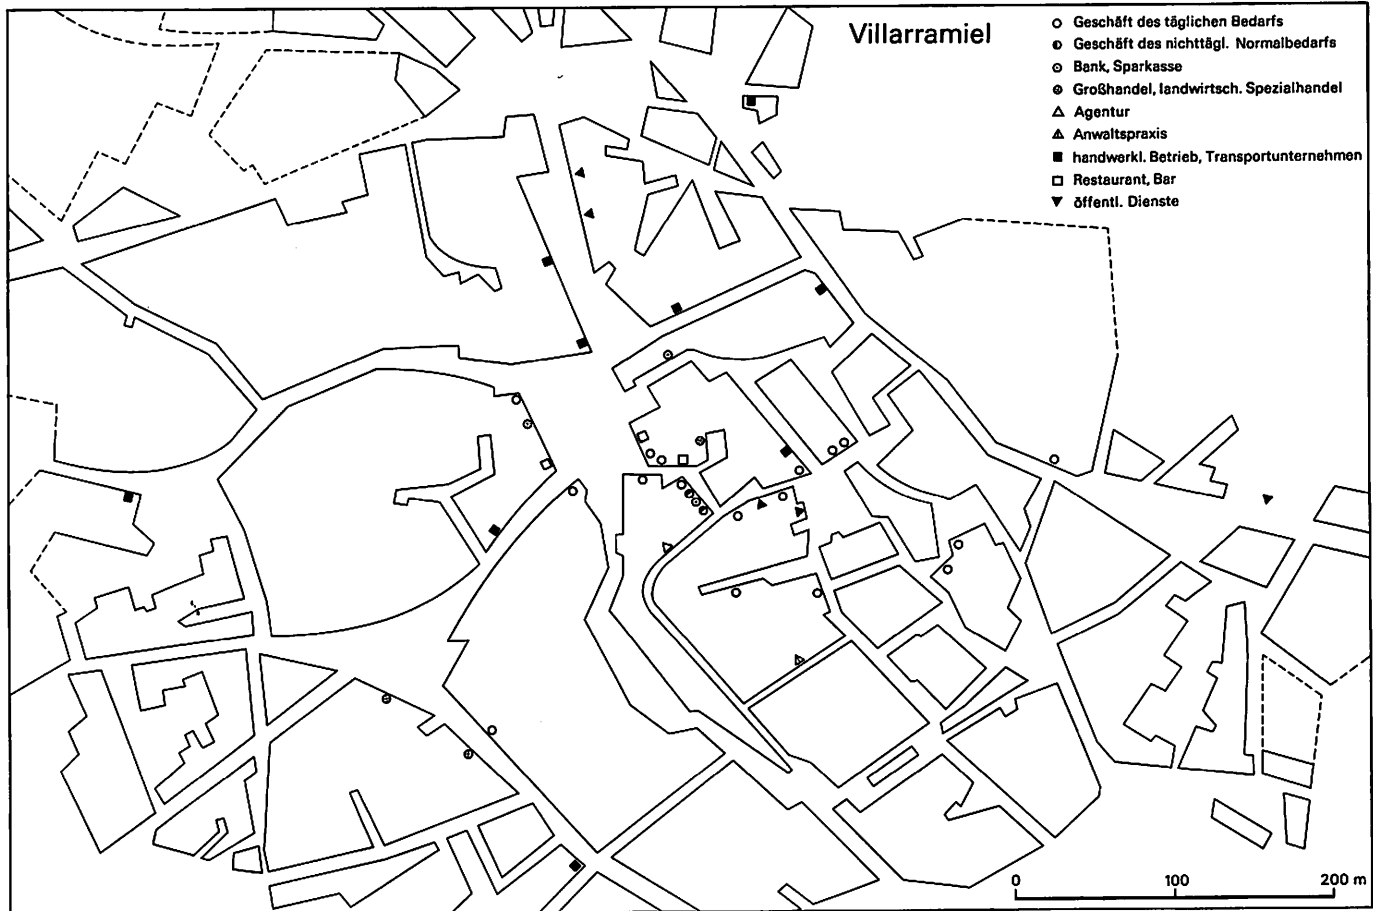 Villarramiel
Geschäft des täglichen Bedarfs
Geschäft des nichttägl. Normalbedarfs
Bank, Sparkasse
Großhandel, landwirtsch. Spezialhandel
Agentur
Anwaltspraxis
handwerkl. Betrieb, Transportunternehmen
Restaurant, Bar
öffentl. Dienste
0 100 200 m